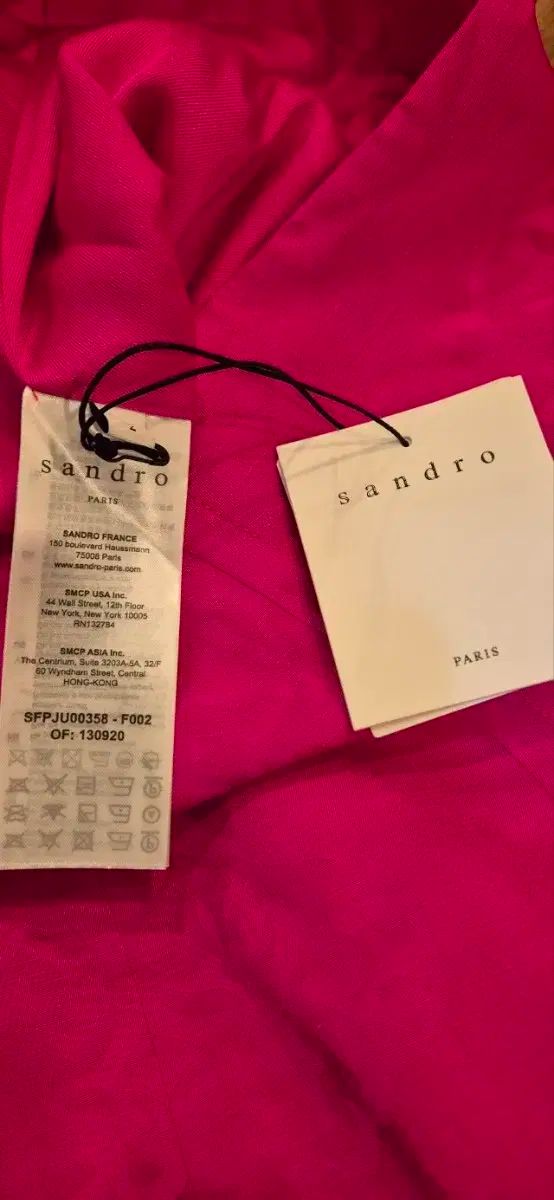 sandro
PARIS
SANDRO FRANCE
150 boulevard Haussmann
75008 Paris
www.sandro-paris.com
SMCP USA Inc.
44 Wall Street, 12th Floor
New York, New York 10005
RN132784
SMCP ASIA Inc.
The Centrium, Suite 3203A-5A, 32/F
60 Wyndham Street, Central
HONG-KONG
SFPJU00358 - F002
OF: 130920
sandro
PARIS